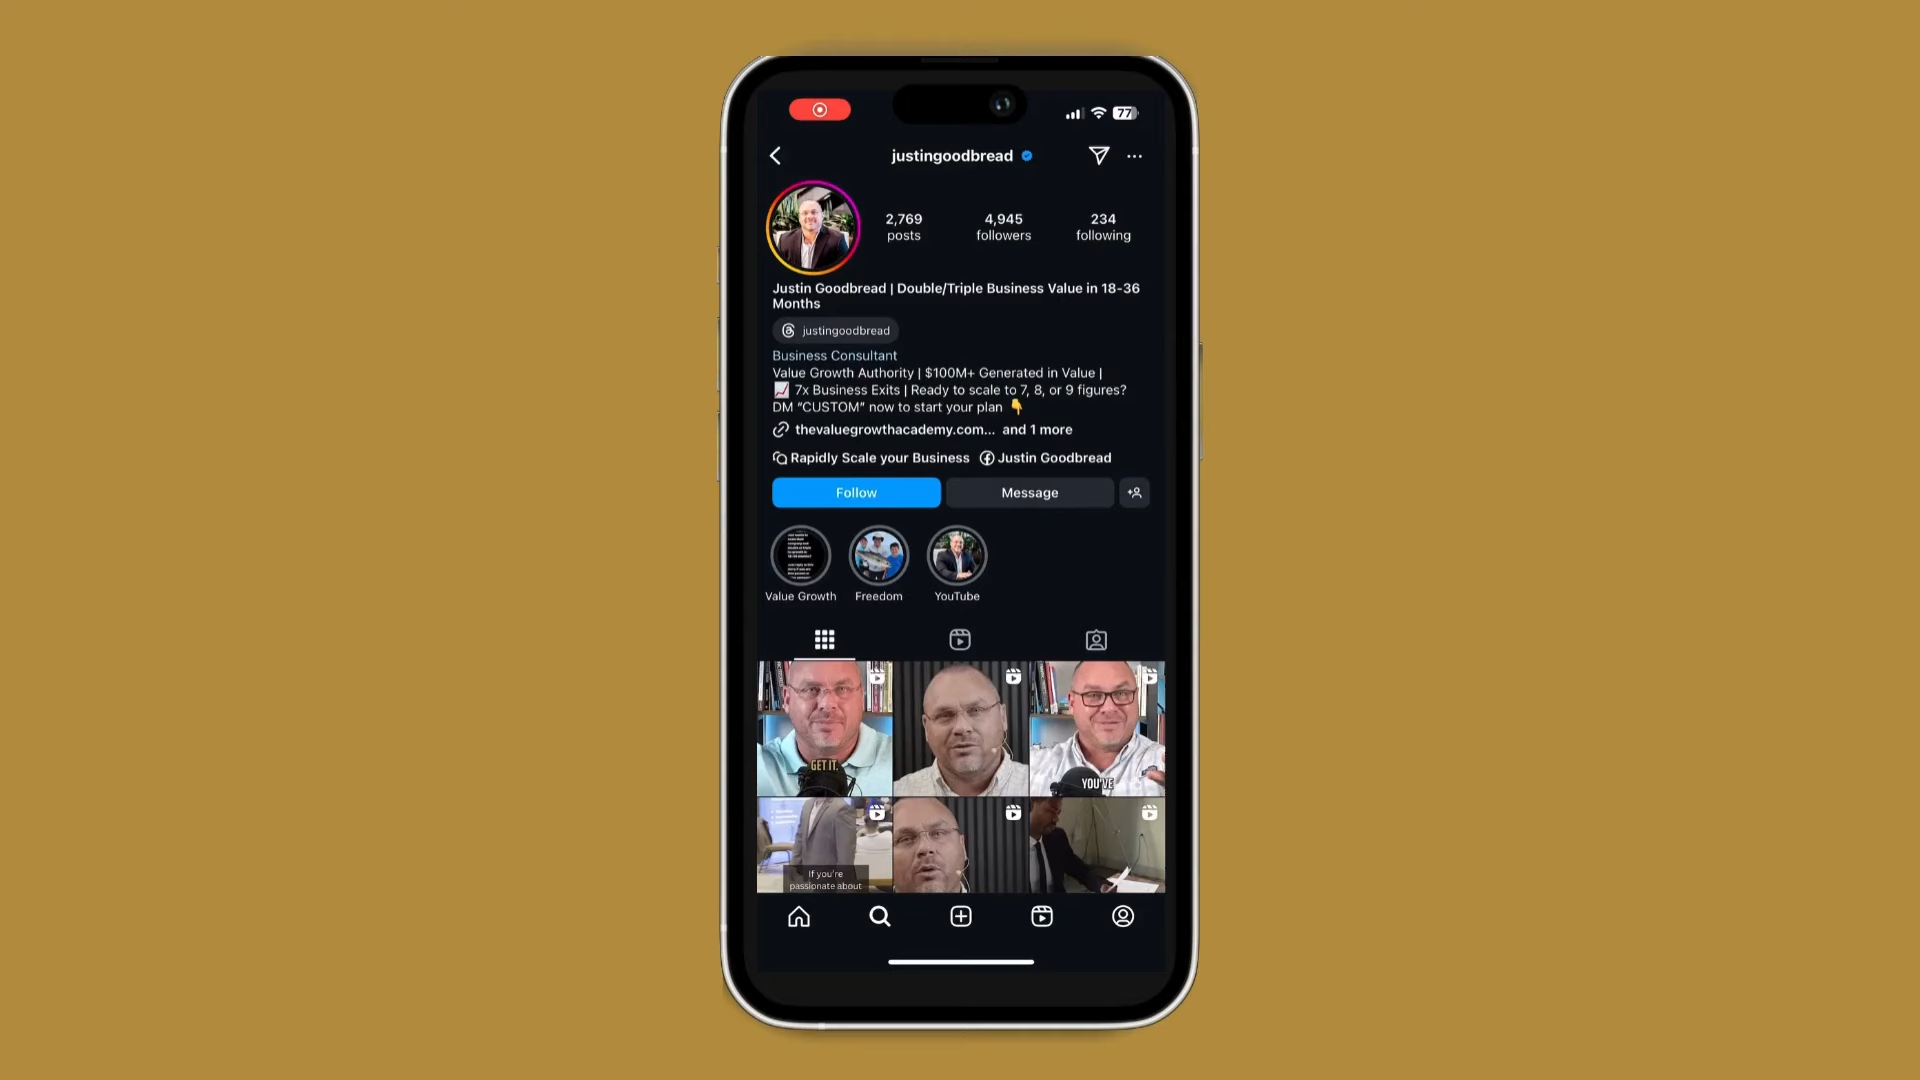 77
justingoodbread
2,769
posts
4,945
followers
234
following
Justin Goodbread | Double/Triple Business Value in 18-36
Months
justingoodbread
Business Consultant
Value Growth Authority | $100M+ Generated in Value |
📈 7x Business Exits | Ready to scale to 7, 8, or 9 figures?
DM “CUSTOM” now to start your plan 👇
thevaluegrowthacademy.com... and 1 more
Rapidly Scale your Business Justin Goodbread
Follow Message
Value Growth Freedom YouTube
GET IT.
YOU'VE
If you're
passionate about